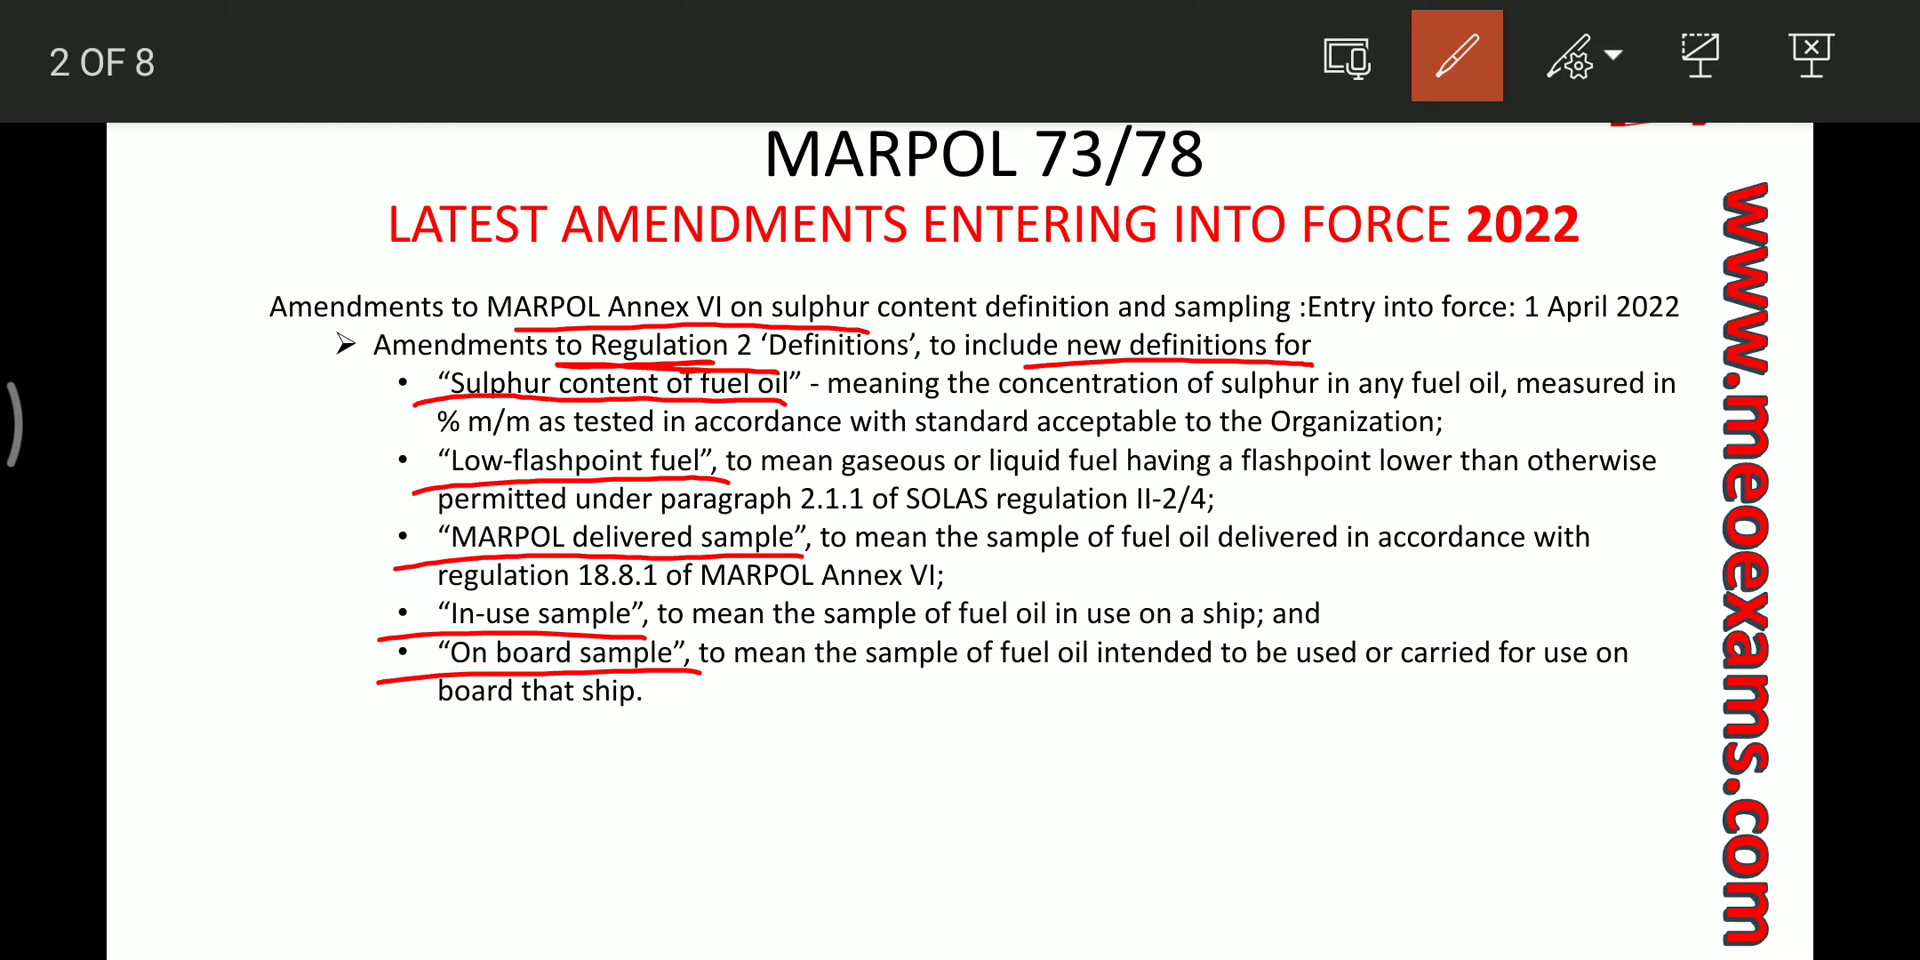 2 OF 8
MARPOL 73/78
LATEST AMENDMENTS ENTERING INTO FORCE 2022
Amendments to MARPOL Annex VI on sulphur content definition and sampling :Entry into force: 1 April 2022
➢ Amendments to Regulation 2 ‘Definitions’, to include new definitions for
• “Sulphur content of fuel oil” - meaning the concentration of sulphur in any fuel oil, measured in
% m/m as tested in accordance with standard acceptable to the Organization;
• “Low-flashpoint fuel”, to mean gaseous or liquid fuel having a flashpoint lower than otherwise
permitted under paragraph 2.1.1 of SOLAS regulation II-2/4;
• “MARPOL delivered sample”, to mean the sample of fuel oil delivered in accordance with
regulation 18.8.1 of MARPOL Annex VI;
• “In-use sample”, to mean the sample of fuel oil in use on a ship; and
• “On board sample”, to mean the sample of fuel oil intended to be used or carried for use on
board that ship.
www.meoexams.com